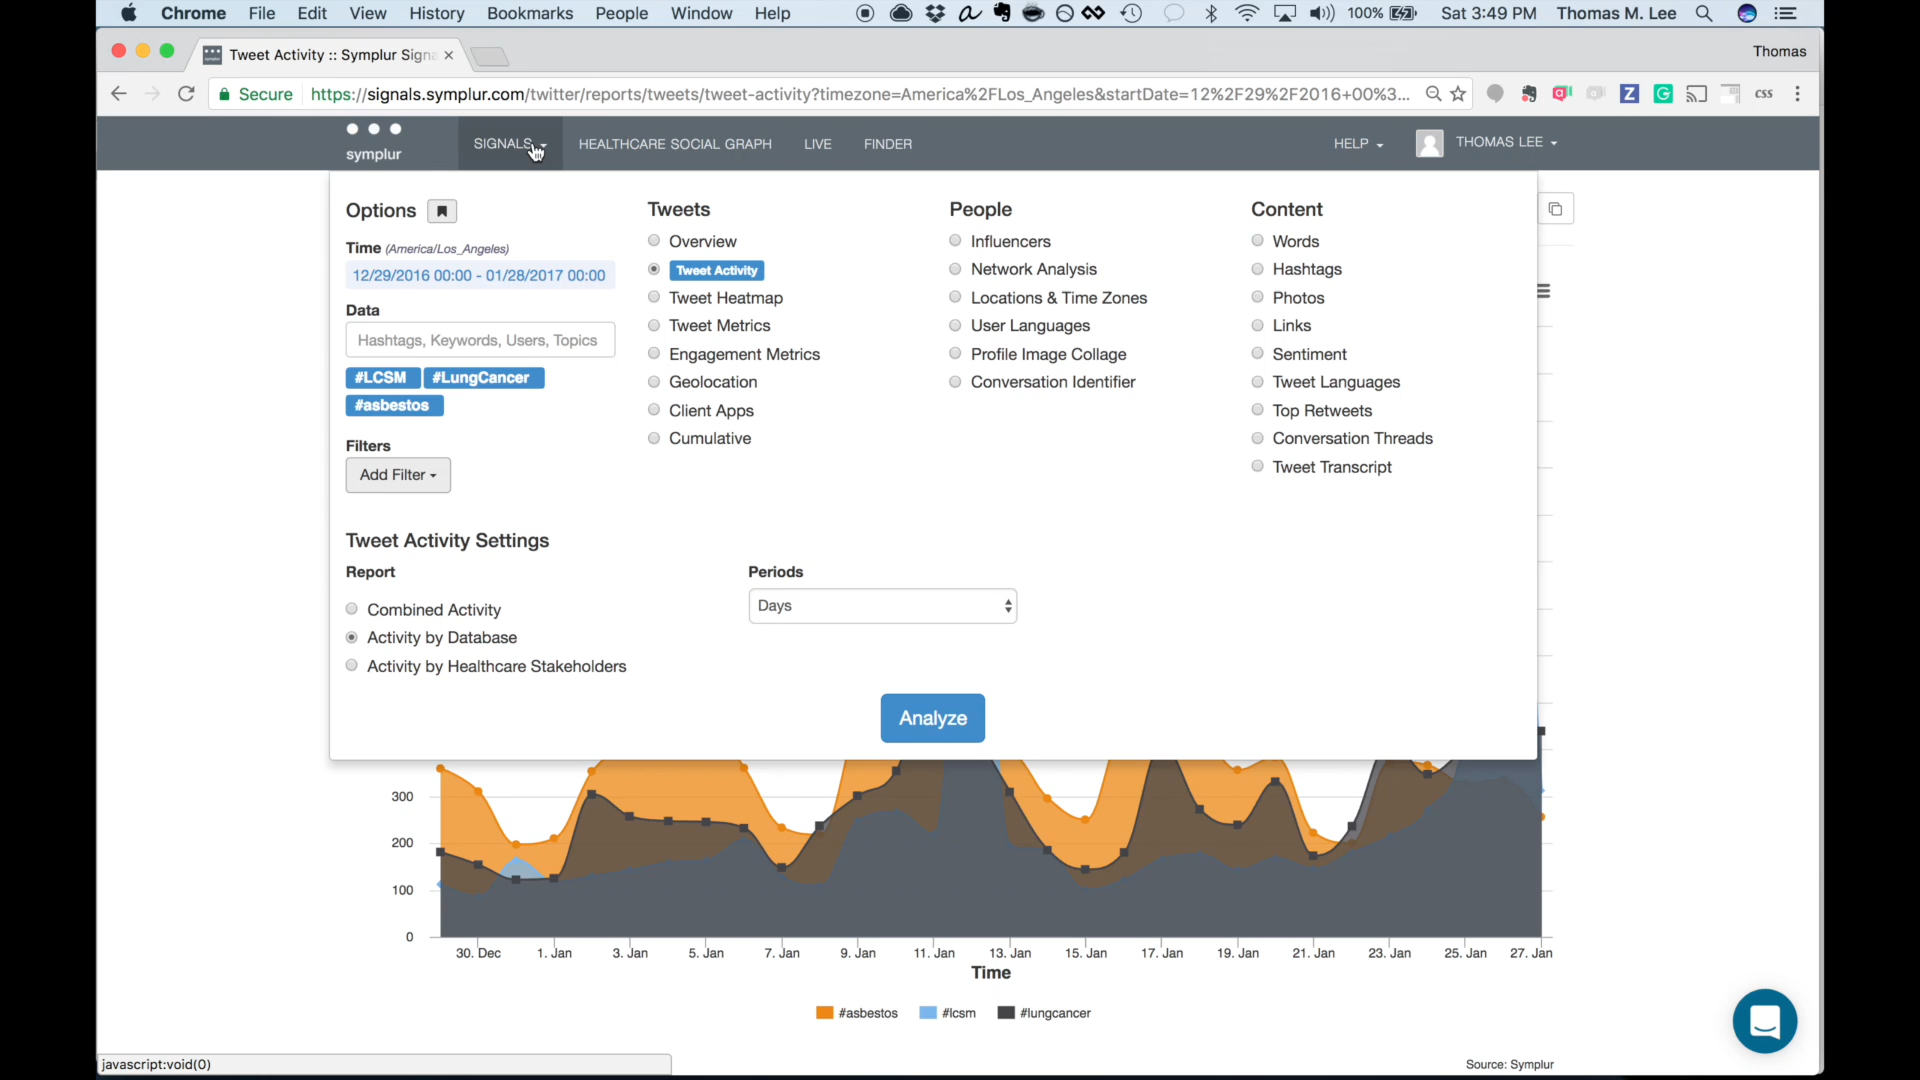 Chrome File Edit View History Bookmarks People Window Help 100% Sat 3:49 PM Thomas M. Lee
Tweet Activity :: Symplur Signa Thomas
Secure https://signals.symplur.com/twitter/reports/tweets/tweet-activity?timezone=America%2FLos_Angeles&startDate=12%2F29%2F2016+00%3... css
symplur SIGNALS HEALTHCARE SOCIAL GRAPH LIVE FINDER HELP THOMAS LEE
Options
Time (America/Los_Angeles)
12/29/2016 00:00 - 01/28/2017 00:00
Data
Hashtags, Keywords, Users, Topics
#LCSM #LungCancer
#asbestos
Filters
Add Filter
Tweets
Overview
Tweet Activity
Tweet Heatmap
Tweet Metrics
Engagement Metrics
Geolocation
Client Apps
Cumulative
People
Influencers
Network Analysis
Locations & Time Zones
User Languages
Profile Image Collage
Conversation Identifier
Content
Words
Hashtags
Photos
Links
Sentiment
Tweet Languages
Top Retweets
Conversation Threads
Tweet Transcript
Tweet Activity Settings
Report
Combined Activity
Activity by Database
Activity by Healthcare Stakeholders
Periods
Days
Analyze
300
200
100
0
30. Dec 1. Jan 3. Jan 5. Jan 7. Jan 9. Jan 11. Jan 13. Jan 15. Jan 17. Jan 19. Jan 21. Jan 23. Jan 25. Jan 27. Jan
Time
#asbestos #lcsm #lungcancer
javascript:void(0)
Source: Symplur